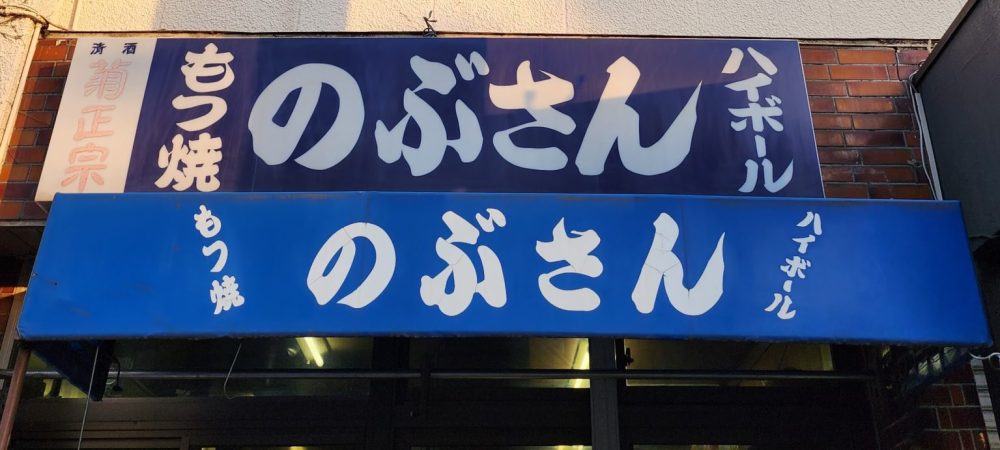 清酒
菊正宗
もつ焼
のぶさん
ハイボール
もつ焼
のぶさん
ハイボール